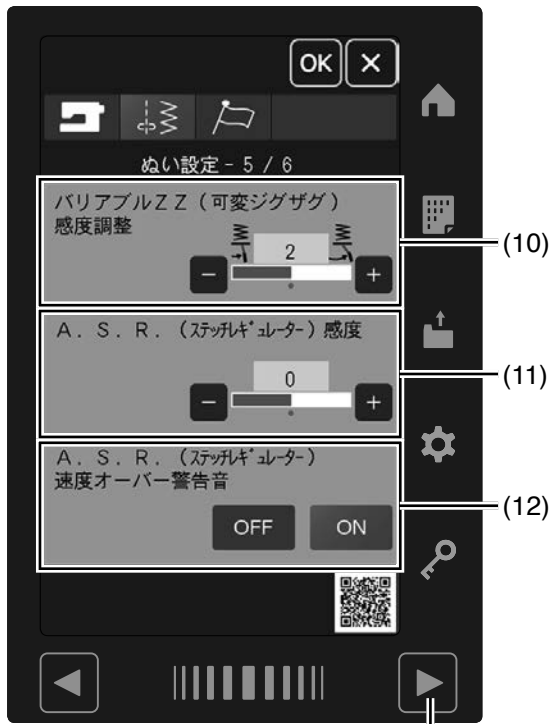 OK ×
ぬい設定 - 5 / 6
バリアブルZZ(可変ジグザグ)
感度調整
2
− +
(10)
A.S.R.(ステッチレギュレーター)感度
0
− +
(11)
A.S.R.(ステッチレギュレーター)
速度オーバー警告音
OFF ON
(12)